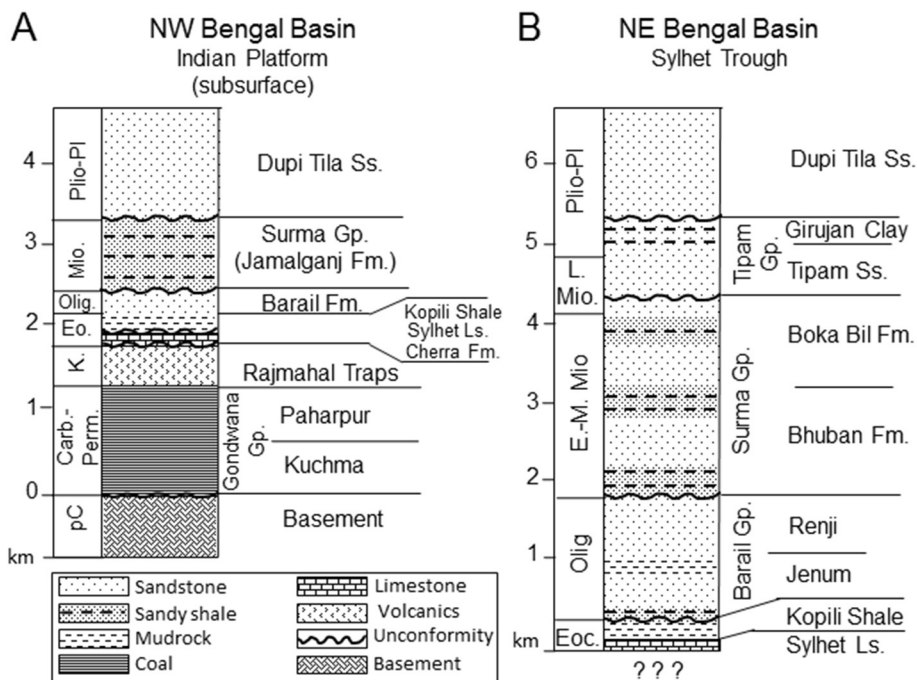 A
NW Bengal Basin
Indian Platform
(subsurface)
4
3
2
1
0
km
Plio-Pl
Mio.
Olig.
Eo.
K.
Carb.-
Perm.
pC
Dupi Tila Ss.
Surma Gp.
(Jamalganj Fm.)
Barail Fm.
Kopili Shale
Sylhet Ls.
Cherra Fm.
Rajmahal Traps
Gondwana
Gp.
Paharpur
Kuchma
Basement
Sandstone
Sandy shale
Mudrock
Coal
Limestone
Volcanics
Unconformity
Basement
B
NE Bengal Basin
Sylhet Trough
6
5
4
3
2
1
km
Plio-Pl
L.
Mio.
E.-M. Mio
Olig
Eoc.
Dupi Tila Ss.
Tipam
Gp.
Girujan Clay
Tipam Ss.
Surma Gp.
Boka Bil Fm.
Bhuban Fm.
Barail Gp.
Renji
Jenum
Kopili Shale
Sylhet Ls.
? ? ?